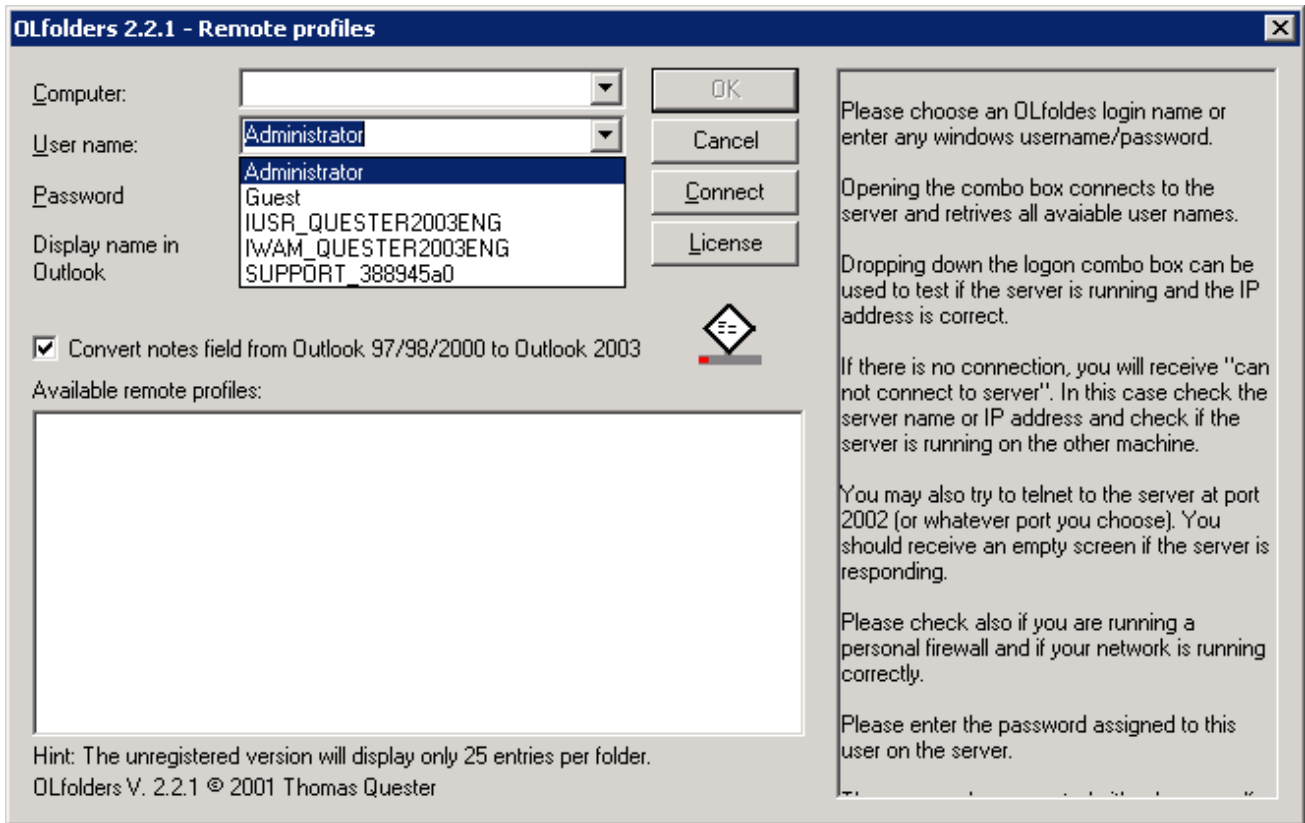 OLfolders 2.2.1 - Remote profiles
Computer:
User name:
Administrator
Administrator
Guest
IUSR_QUESTER2003ENG
IWAM_QUESTER2003ENG
SUPPORT_388945a0
Password
Display name in
Outlook
OK
Cancel
Connect
License
Convert notes field from Outlook 97/98/2000 to Outlook 2003
Available remote profiles:
Hint: The unregistered version will display only 25 entries per folder.
OLfolders V. 2.2.1 © 2001 Thomas Quester
Please choose an OLfoldes login name or
enter any windows username/password.
Opening the combo box connects to the
server and retrives all avaiable user names.
Dropping down the logon combo box can be
used to test if the server is running and the IP
address is correct.
If there is no connection, you will receive "can
not connect to server". In this case check the
server name or IP address and check if the
server is running on the other machine.
You may also try to telnet to the server at port
2002 (or whatever port you choose). You
should receive an empty screen if the server is
responding.
Please check also if you are running a
personal firewall and if your network is running
correctly.
Please enter the password assigned to this
user on the server.